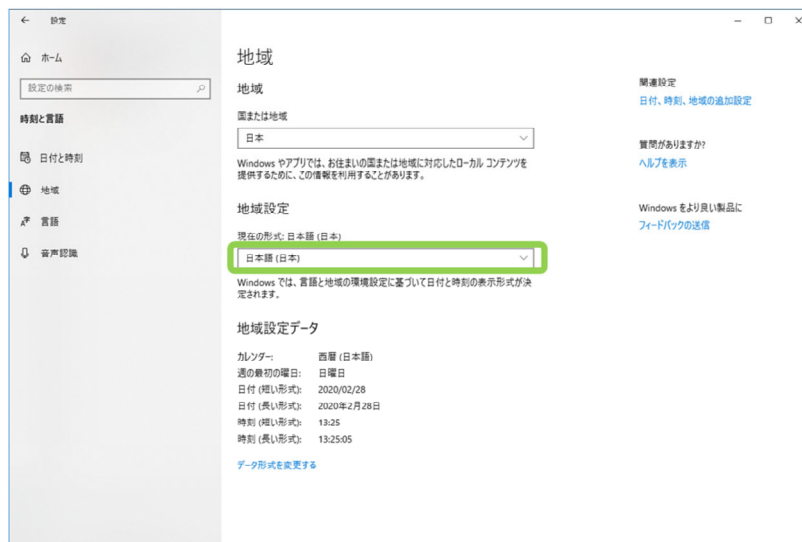 設定
ホーム
設定の検索
時刻と言語
日付と時刻
地域
言語
音声認識
地域
地域
国または地域
日本
Windows やアプリでは、お住まいの国または地域に対応したローカル コンテンツを
提供するために、この情報を利用することがあります。
地域設定
現在の形式: 日本語 (日本)
日本語 (日本)
Windows では、言語と地域の環境設定に基づいて日付と時刻の表示形式が決
定されます。
地域設定データ
カレンダー: 西暦 (日本語)
週の最初の曜日: 日曜日
日付 (短い形式): 2020/02/28
日付 (長い形式): 2020年2月28日
時刻 (短い形式): 13:25
時刻 (長い形式): 13:25:05
データ形式を変更する
関連設定
日付、時刻、地域の追加設定
質問がありますか?
ヘルプを表示
Windows をより良い製品に
フィードバックの送信